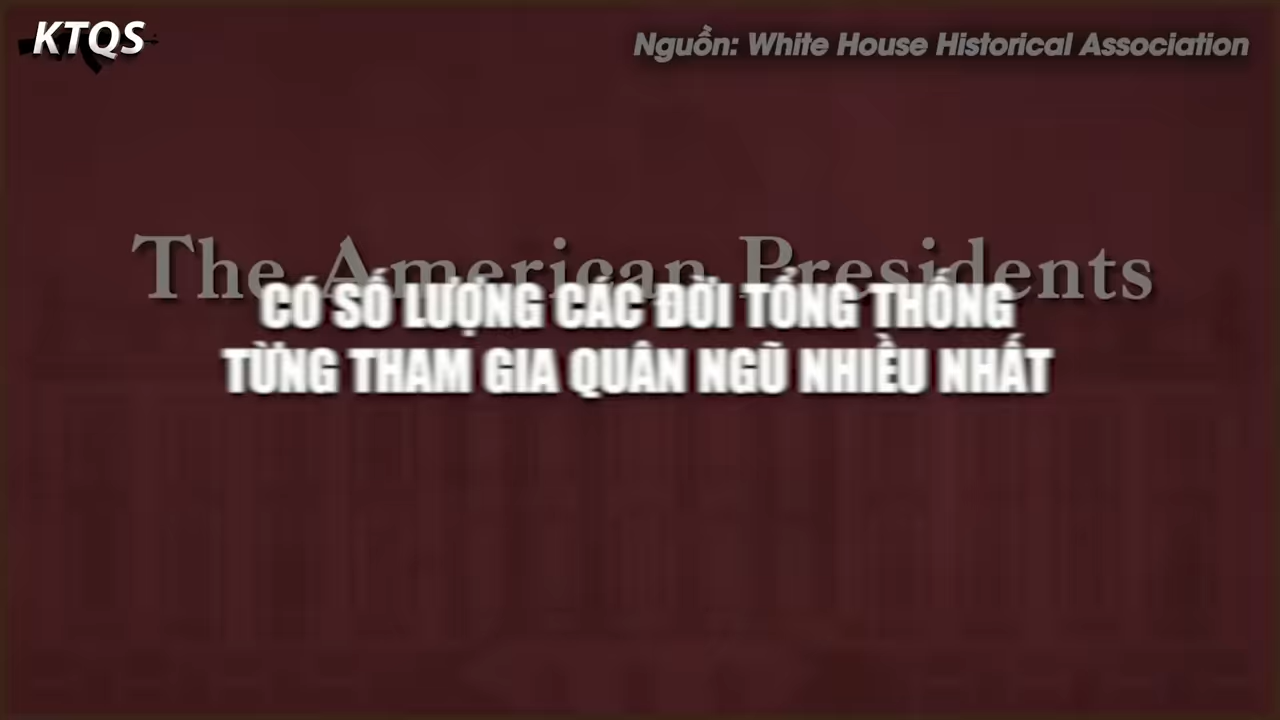 KTQS
Nguồn: White House Historical Association
The American Presidents
CÓ SỐ LƯỢNG CÁC ĐỜI TỔNG THỐNG
TỪNG THAM GIA QUÂN NGŨ NHIỀU NHẤT